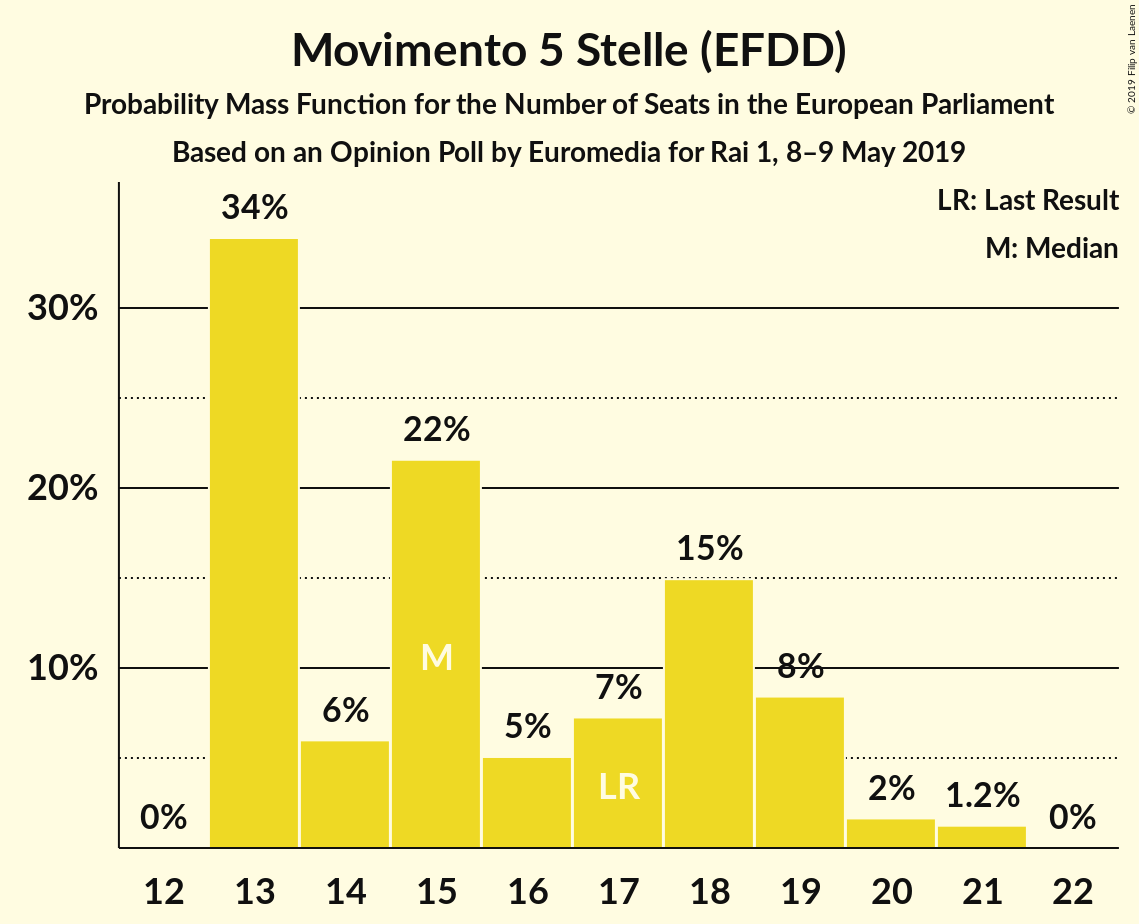 Movimento 5 Stelle (EFDD)
Probability Mass Function for the Number of Seats in the European Parliament
Based on an Opinion Poll by Euromedia for Rai 1, 8–9 May 2019
© 2019 Filip van Laenen
LR: Last Result
M: Median
30%
20%
10%
0%
34%
6%
22%
5%
7%
15%
8%
2%
1.2%
0%
M
LR
12 13 14 15 16 17 18 19 20 21 22